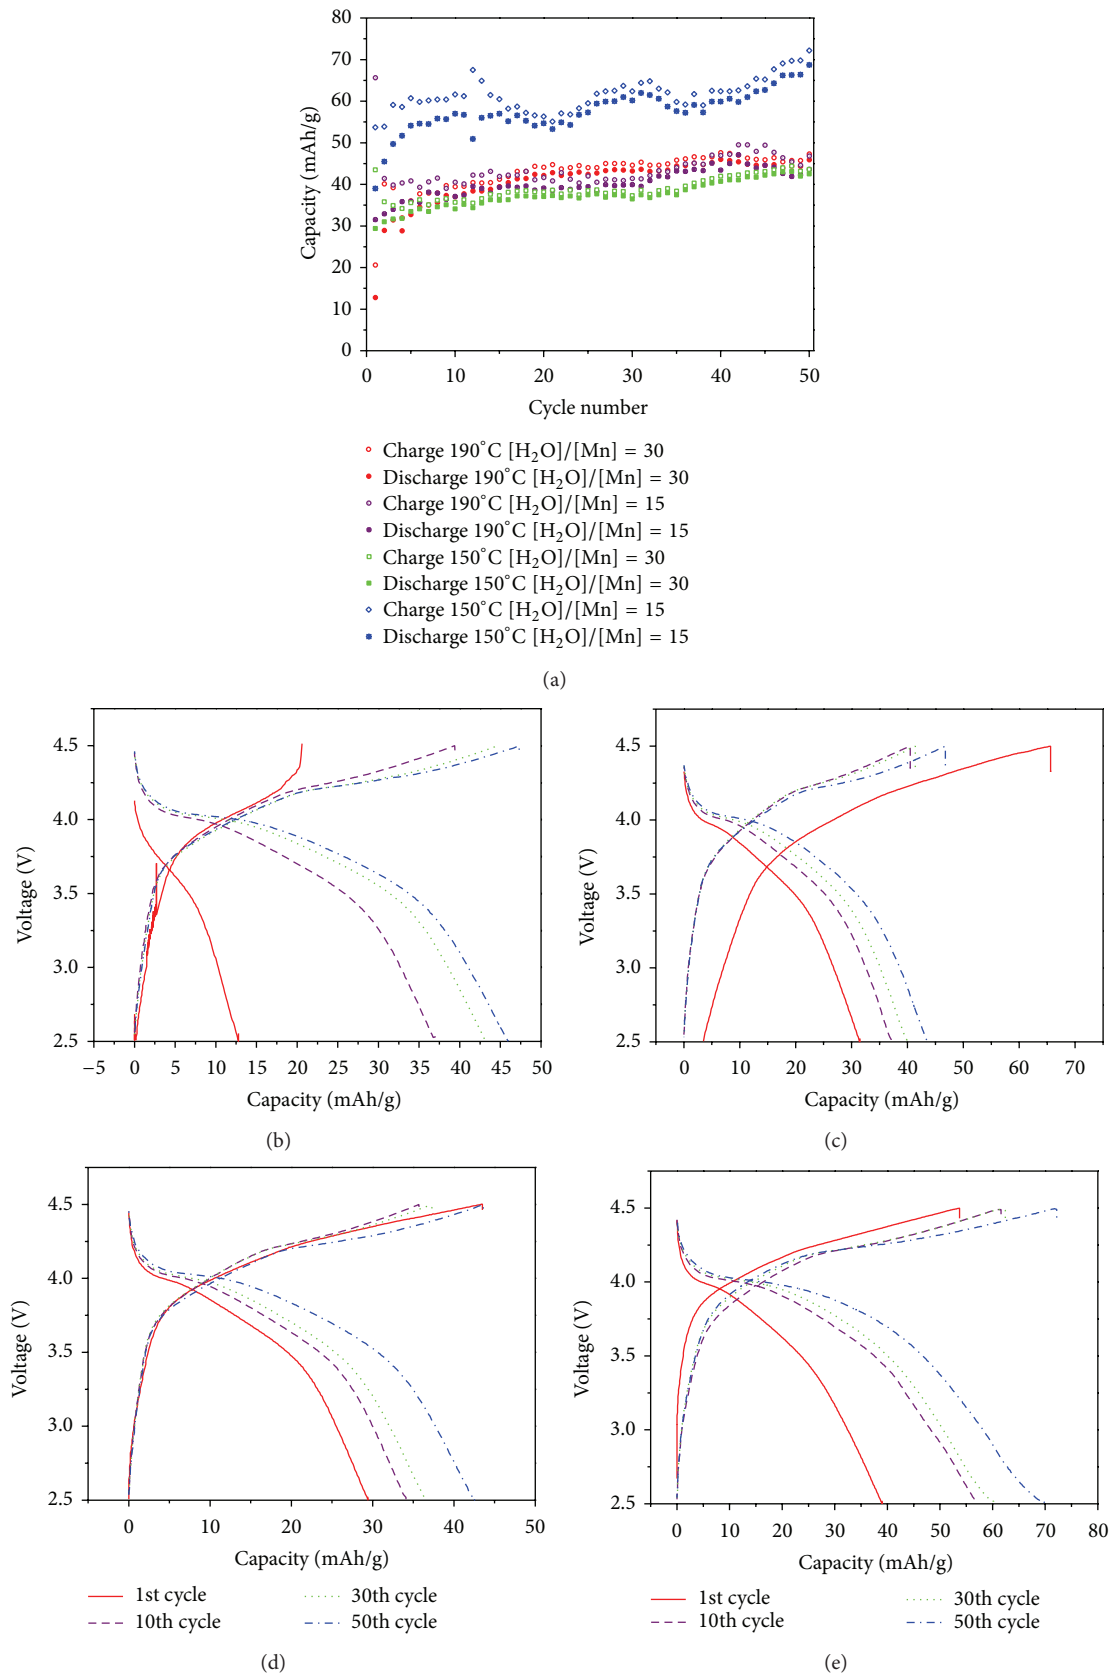 80
70
60
50
40
30
20
10
0
Capacity (mAh/g)
0 10 20 30 40 50
Cycle number
Charge 190°C [H₂O]/[Mn] = 30
Discharge 190°C [H₂O]/[Mn] = 30
Charge 190°C [H₂O]/[Mn] = 15
Discharge 190°C [H₂O]/[Mn] = 15
Charge 150°C [H₂O]/[Mn] = 30
Discharge 150°C [H₂O]/[Mn] = 30
Charge 150°C [H₂O]/[Mn] = 15
Discharge 150°C [H₂O]/[Mn] = 15
(a)
4.5
4.0
3.5
3.0
2.5
Voltage (V)
−5 0 5 10 15 20 25 30 35 40 45 50
Capacity (mAh/g)
(b)
4.5
4.0
3.5
3.0
2.5
Voltage (V)
0 10 20 30 40 50 60 70
Capacity (mAh/g)
(c)
4.5
4.0
3.5
3.0
2.5
Voltage (V)
0 10 20 30 40 50
Capacity (mAh/g)
1st cycle 30th cycle
10th cycle 50th cycle
(d)
4.5
4.0
3.5
3.0
2.5
Voltage (V)
0 10 20 30 40 50 60 70 80
Capacity (mAh/g)
1st cycle 30th cycle
10th cycle 50th cycle
(e)